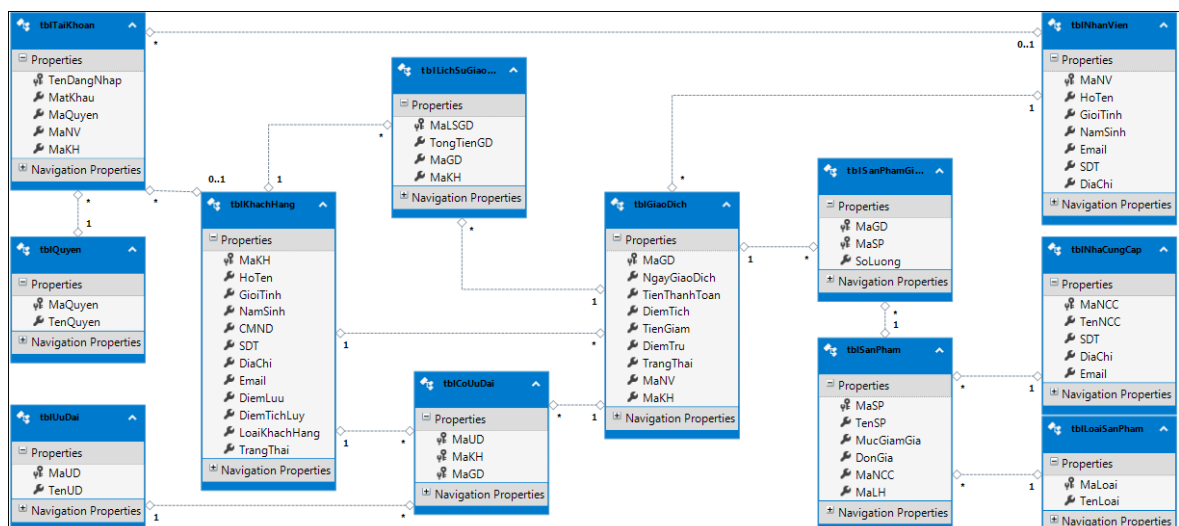 tblTaiKhoan
Properties
TenDangNhap
MatKhau
MaQuyen
MaNV
MaKH
Navigation Properties
*
0..1
tblNhanVien
Properties
MaNV
HoTen
GioiTinh
NamSinh
Email
SDT
DiaChi
Navigation Properties
tblLichSuGiao...
Properties
MaLSGD
TongTienGD
MaGD
MaKH
Navigation Properties
*
1
*
0..1
*
1
1
*
tblQuyen
Properties
MaQuyen
TenQuyen
Navigation Properties
tblKhachHang
Properties
MaKH
HoTen
GioiTinh
NamSinh
CMND
SDT
DiaChi
Email
DiemLuu
DiemTichLuy
LoaiKhachHang
TrangThai
Navigation Properties
*
1
1
*
tblGiaoDich
Properties
MaGD
NgayGiaoDich
TienThanhToan
DiemTich
TienGiam
DiemTru
TrangThai
MaNV
MaKH
Navigation Properties
1
*
tblSanPhamGi...
Properties
MaGD
MaSP
SoLuong
Navigation Properties
*
1
tblNhaCungCap
Properties
MaNCC
TenNCC
SDT
DiaChi
Email
Navigation Properties
tblUuDai
Properties
MaUD
TenUD
Navigation Properties
1
*
1
*
tblCoUuDai
Properties
MaUD
MaKH
MaGD
Navigation Properties
*
1
tblSanPham
Properties
MaSP
TenSP
MucGiamGia
DonGia
MaNCC
MaLH
Navigation Properties
*
1
*
1
tblLoaiSanPham
Properties
MaLoai
TenLoai
Navigation Properties